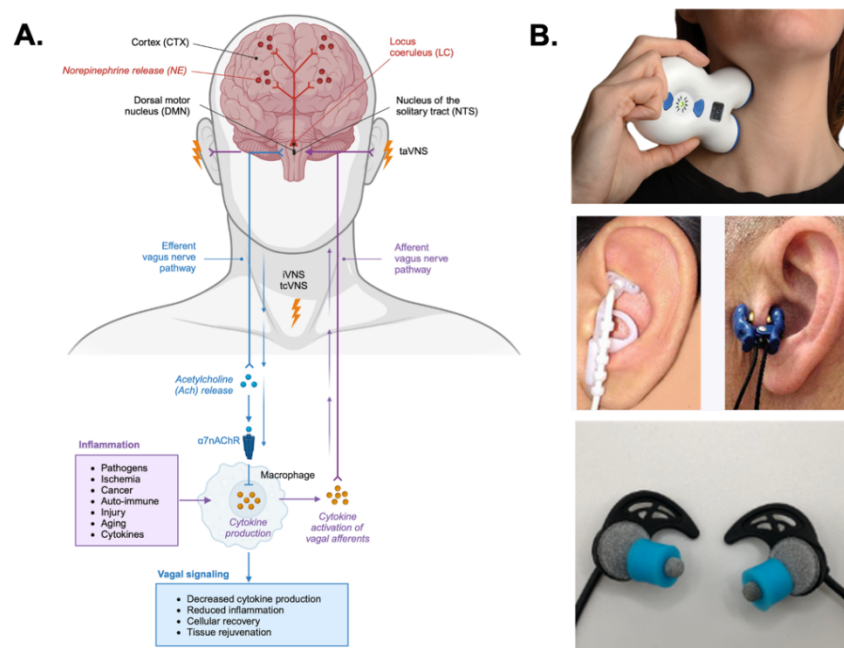 A.
B.
Cortex (CTX)
Norepinephrine release (NE)
Dorsal motor
nucleus (DMN)
Locus
coeruleus (LC)
Nucleus of the
solitary tract (NTS)
taVNS
Efferent
vagus nerve
pathway
Afferent
vagus nerve
pathway
iVNS
tcVNS
Acetylcholine
(Ach) release
α7nAChR
Macrophage
Inflammation
• Pathogens
• Ischemia
• Cancer
• Auto-immune
• Injury
• Aging
• Cytokines
Cytokine
production
Cytokine
activation of
vagal afferents
Vagal signaling
• Decreased cytokine production
• Reduced inflammation
• Cellular recovery
• Tissue rejuvenation